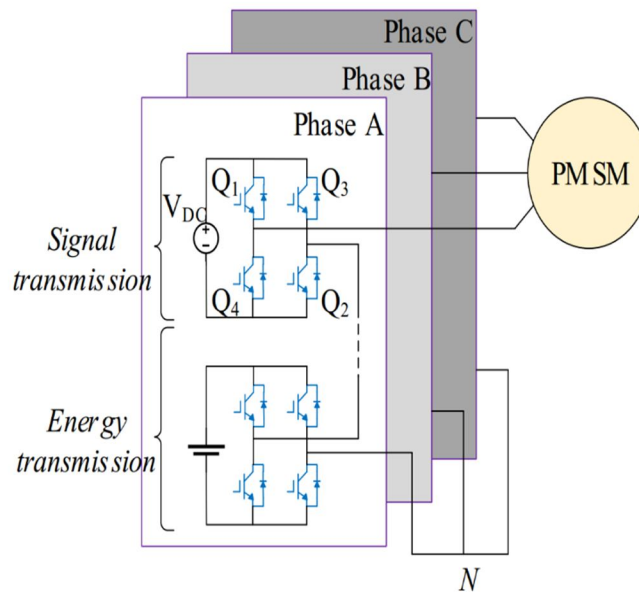 Phase C
Phase B
Phase A
PMSM
Q1
Q3
VDC
+
-
Signal
transmission
Q4
Q2
Energy
transmission
N